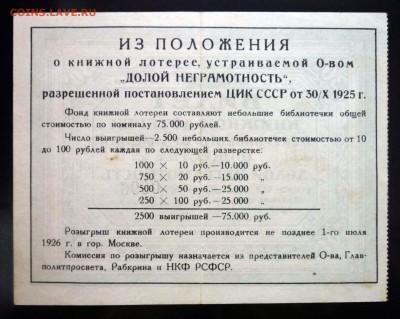 COINS.LAVE.RU
ИЗ ПОЛОЖЕНИЯ
о книжной лотерее, устраиваемой О-вом
„ДОЛОЙ НЕГРАМОТНОСТЬ“,
разрешенной постановлением ЦИК СССР от 30/X 1925 г.
Фонд книжной лотереи составляют небольшие библиотечки общей
стоимостью по номиналу 75.000 рублей.
Число выигрышей—2.500 небольших библиотечек стоимостью от 10
до 100 рублей каждая по следующей разверстке:
1000 × 10 руб.—10.000 руб.
750 × 20 руб.—15.000 „
500 × 50 руб.—25.000 „
250 × 100 руб.—25.000 „
2500 выигрышей —75.000 руб.
Розыгрыш книжной лотереи производится не позднее 1-го июля
1926 г. в гор. Москве.
Комиссия по розыгрышу назначается из представителей О-ва, Глав-
политпросвета, Рабкрина и НКФ РСФСР.